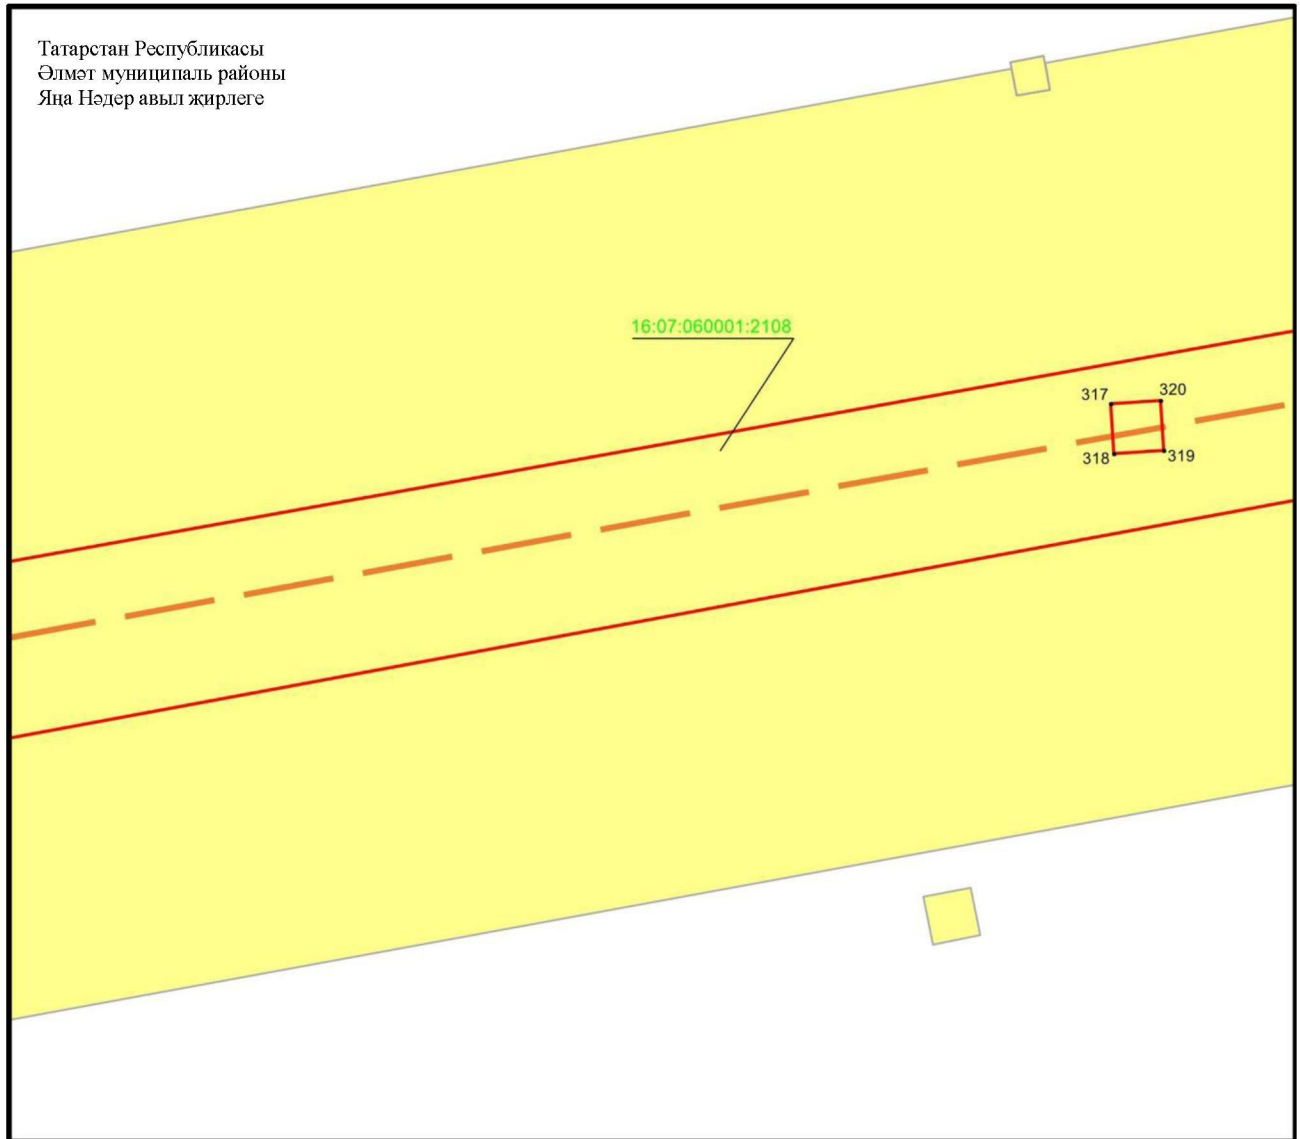 Татарстан Республикасы
Әлмәт муниципаль районы
Яңа Нәдер авыл җирлеге
16:07:060001:2108
317 320
318 319